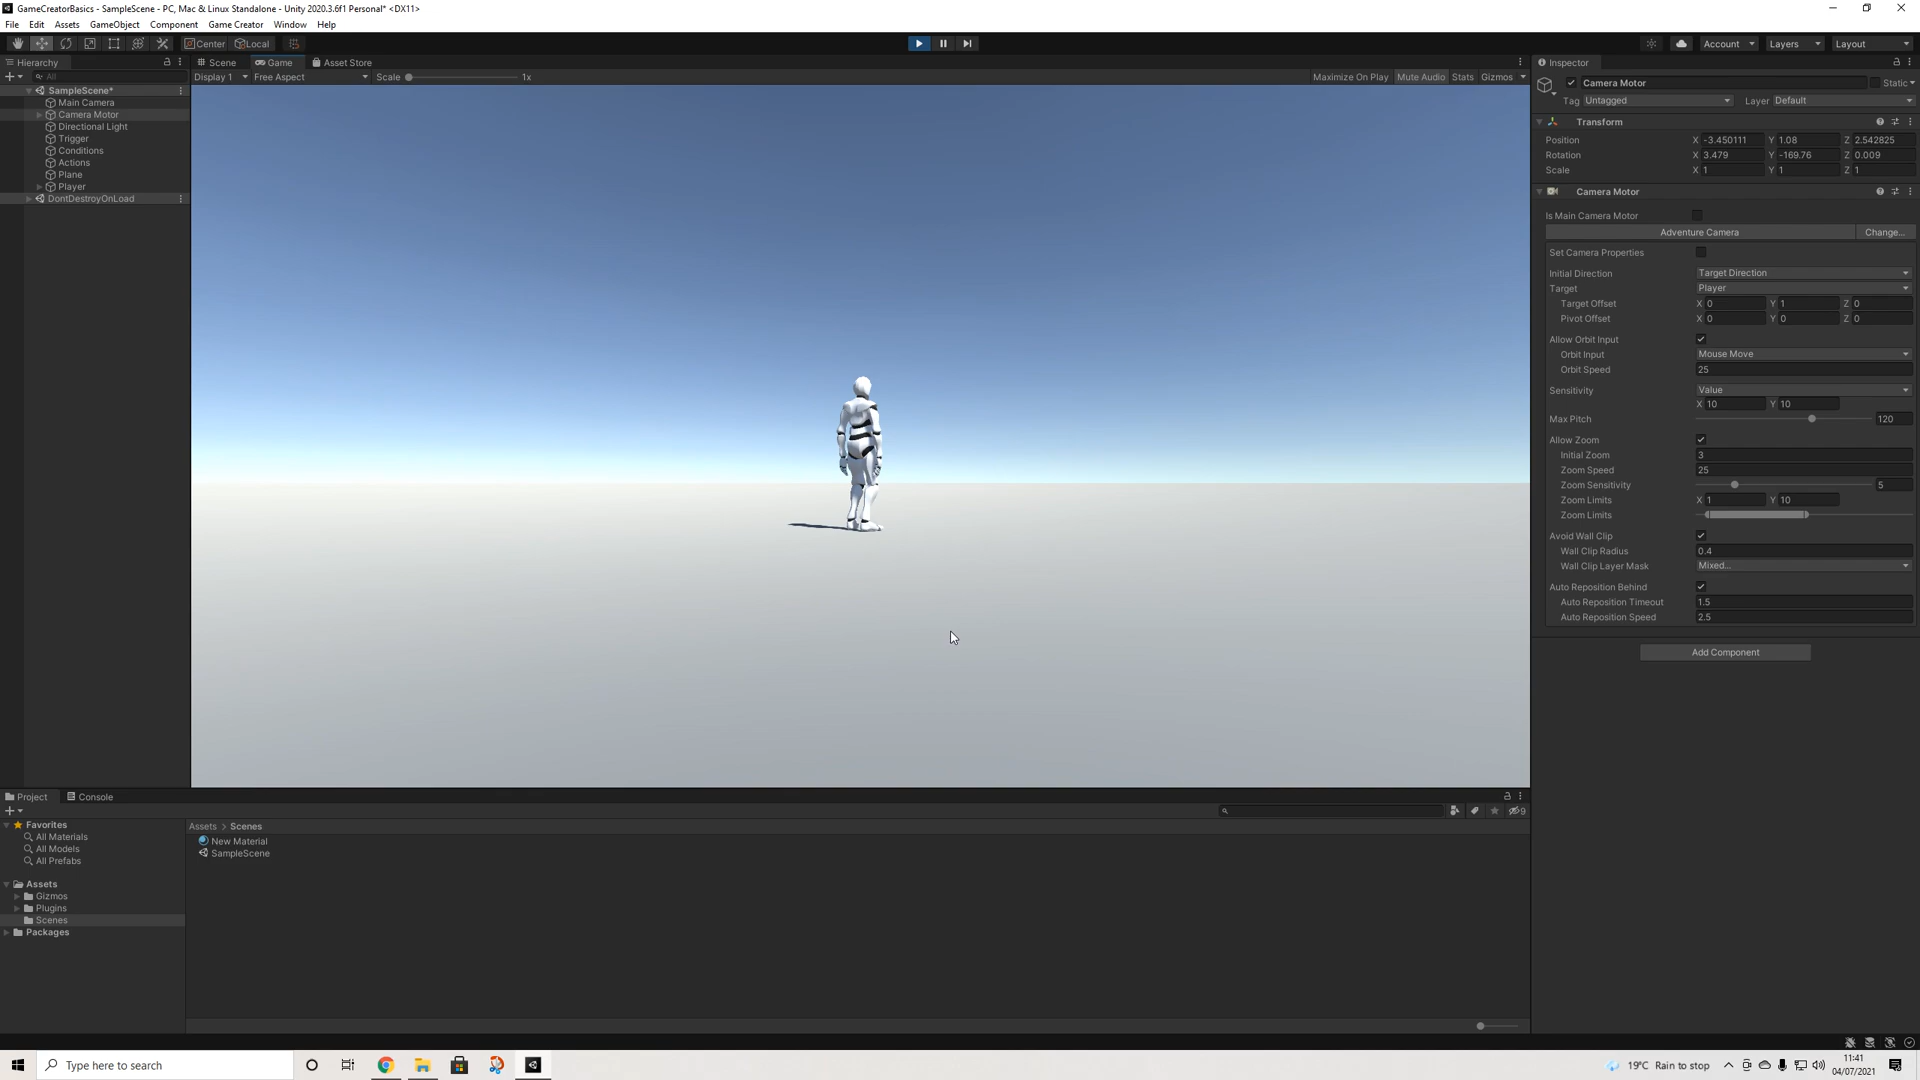 GameCreatorBasics - SampleScene - PC, Mac & Linux Standalone - Unity 2020.3.6f1 Personal* <DX11>
File Edit Assets GameObject Component Game Creator Window Help
Center Local Account Layers Layout
Hierarchy
All
SampleScene*
Main Camera
Camera Motor
Directional Light
Trigger
Conditions
Actions
Plane
Player
DontDestroyOnLoad
Scene Game Asset Store
Display 1 Free Aspect Scale 1x Maximize On Play Mute Audio Stats Gizmos
Inspector
Camera Motor Static
Tag Untagged Layer Default
Transform
Position X -3.450111 Y 1.08 Z 2.542825
Rotation X 3.479 Y -169.76 Z 0.009
Scale X 1 Y 1 Z 1
Camera Motor
Is Main Camera Motor
Adventure Camera Change...
Set Camera Properties
Initial Direction Target Direction
Target Player
Target Offset X 0 Y 1 Z 0
Pivot Offset X 0 Y 0 Z 0
Allow Orbit Input
Orbit Input Mouse Move
Orbit Speed 25
Sensitivity Value
X 10 Y 10
Max Pitch 120
Allow Zoom
Initial Zoom 3
Zoom Speed 25
Zoom Sensitivity 5
Zoom Limits X 1 Y 10
Zoom Limits
Avoid Wall Clip
Wall Clip Radius 0.4
Wall Clip Layer Mask Mixed...
Auto Reposition Behind
Auto Reposition Timeout 1.5
Auto Reposition Speed 2.5
Add Component
Project Console
9
Favorites
All Materials
All Models
All Prefabs
Assets
Gizmos
Plugins
Scenes
Packages
Assets > Scenes
New Material
SampleScene
Type here to search
19°C Rain to stop
11:41
04/07/2021